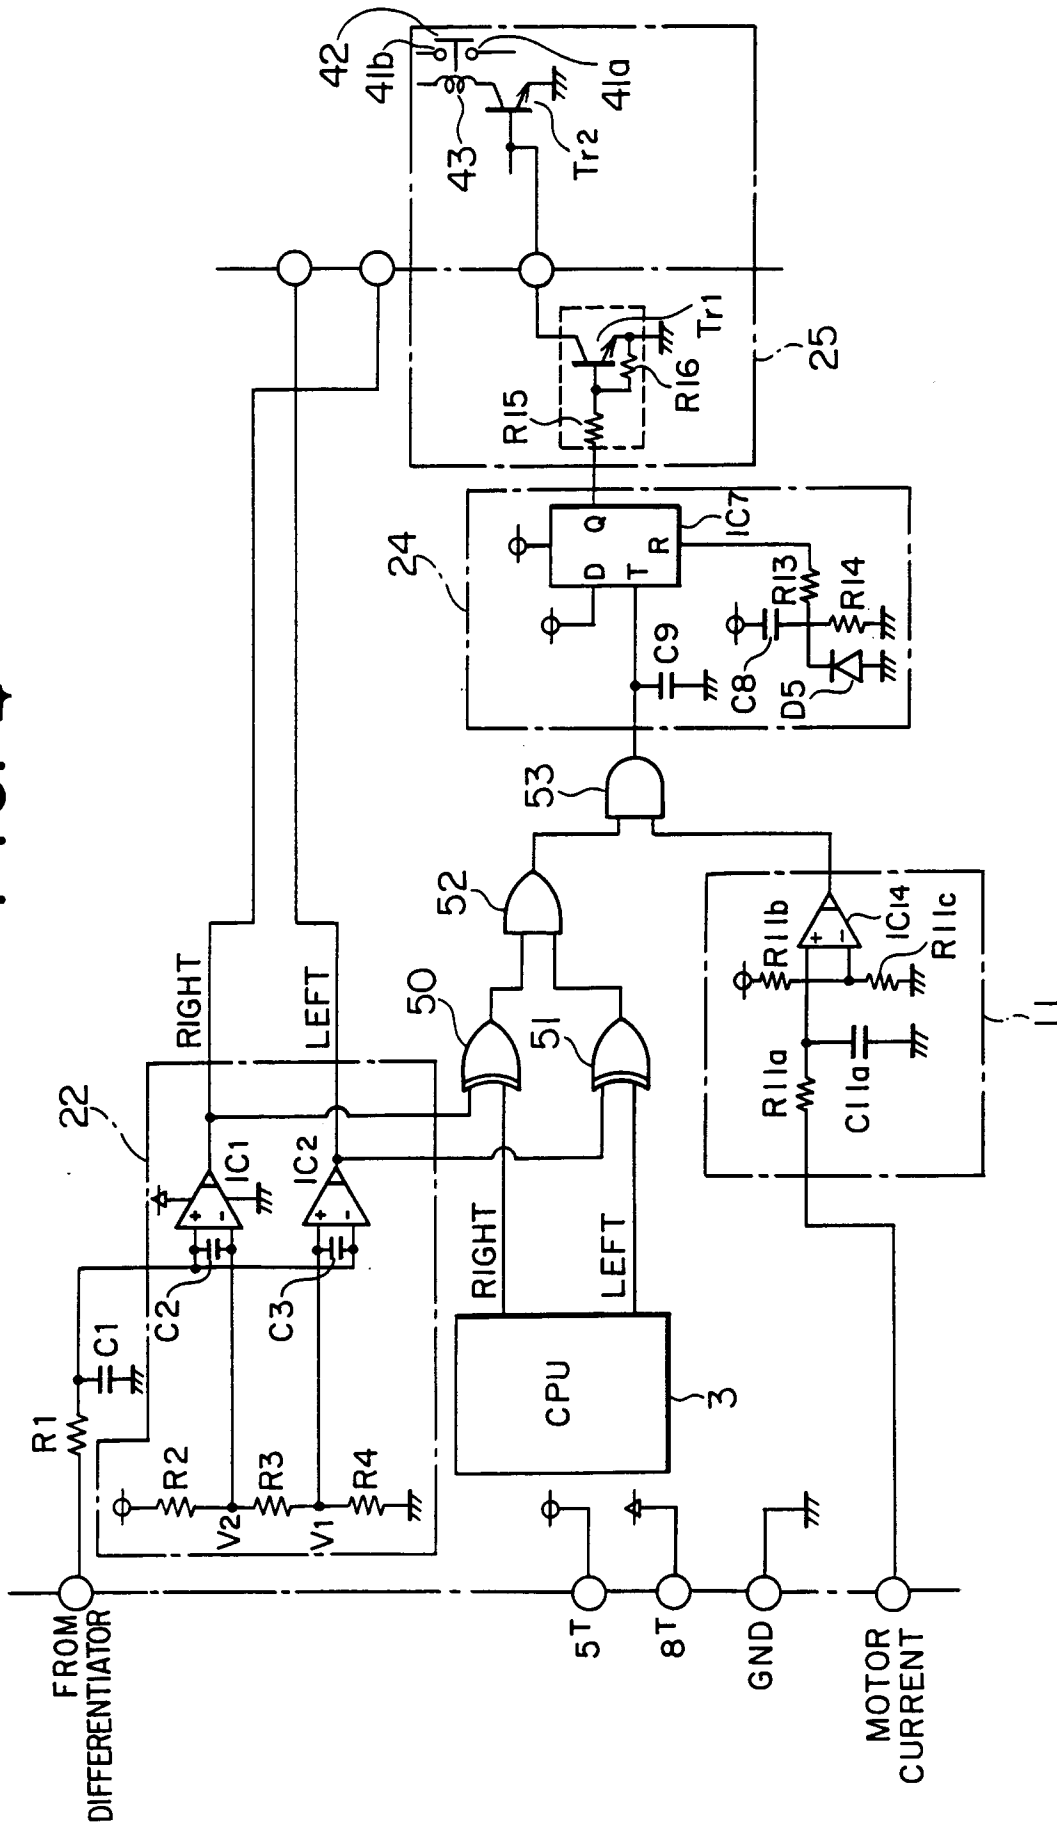 FROM
DIFFERENTIATOR
R1
C1
22
R2
V2
R3
V1
R4
C2
C3
IC1
IC2
+
-
+
-
RIGHT
LEFT
5T
8T
GND
MOTOR
CURRENT
CPU
3
RIGHT
LEFT
50
51
52
53
R11a
C11a
R11b
+
-
IC14
R11c
11
24
C9
D
Q
T
R
IC7
C8
R13
R14
D5
R15
R16
Tr1
25
43
Tr2
42
41b
41a